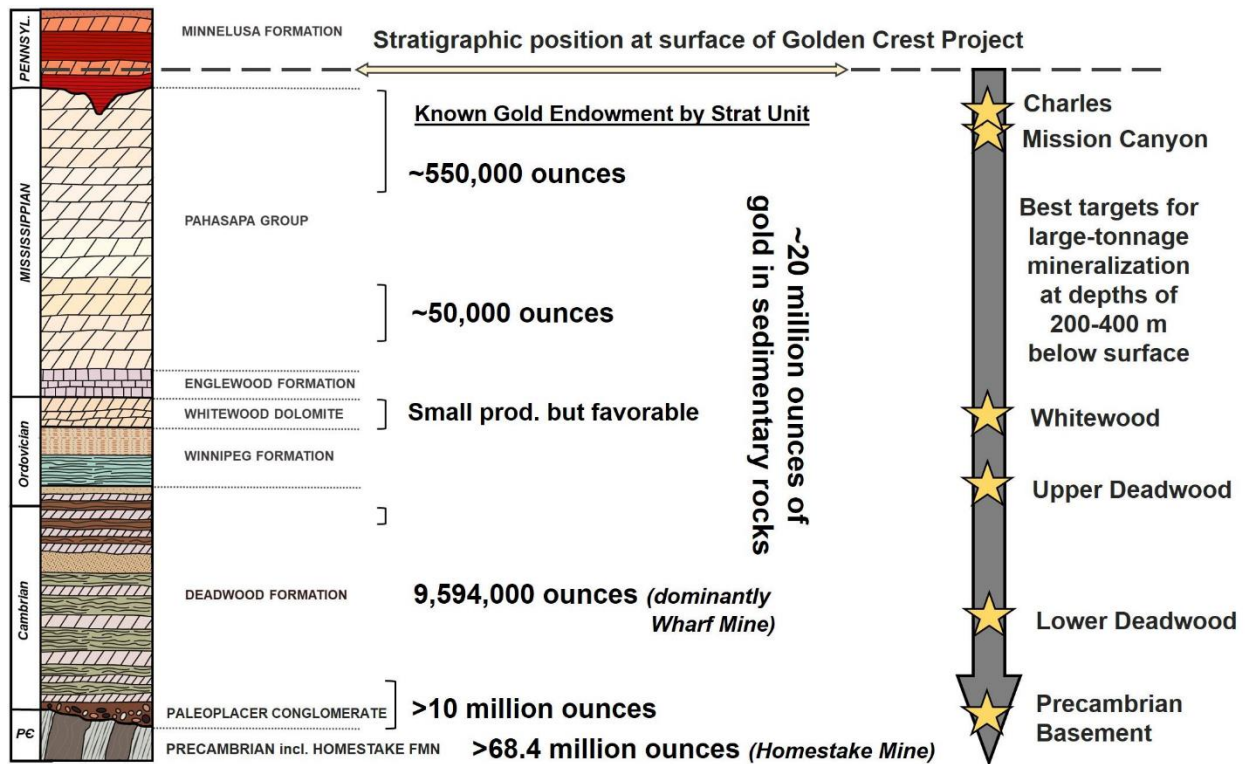 PENNSYL.
MINNELUSA FORMATION
Stratigraphic position at surface of Golden Crest Project
Known Gold Endowment by Strat Unit
MISSISSIPPIAN
~550,000 ounces
PAHASAPA GROUP
~50,000 ounces
ENGLEWOOD FORMATION
Ordovician
WHITEWOOD DOLOMITE
Small prod. but favorable
WINNIPEG FORMATION
Cambrian
DEADWOOD FORMATION
9,594,000 ounces (dominantly
Wharf Mine)
PALEOPLACER CONGLOMERATE
>10 million ounces
PЄ
PRECAMBRIAN incl. HOMESTAKE FMN
>68.4 million ounces (Homestake Mine)
~20 million ounces of
gold in sedimentary rocks
Charles
Mission Canyon
Best targets for
large-tonnage
mineralization
at depths of
200-400 m
below surface
Whitewood
Upper Deadwood
Lower Deadwood
Precambrian
Basement